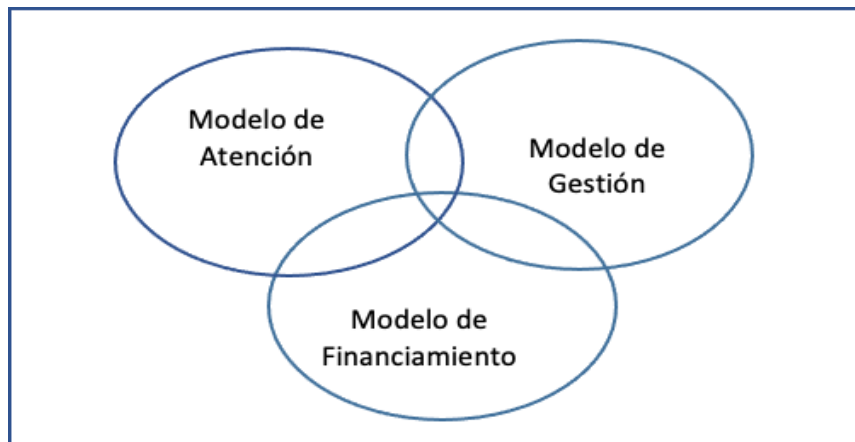 Modelo de
Atención
Modelo de
Gestión
Modelo de
Financiamiento